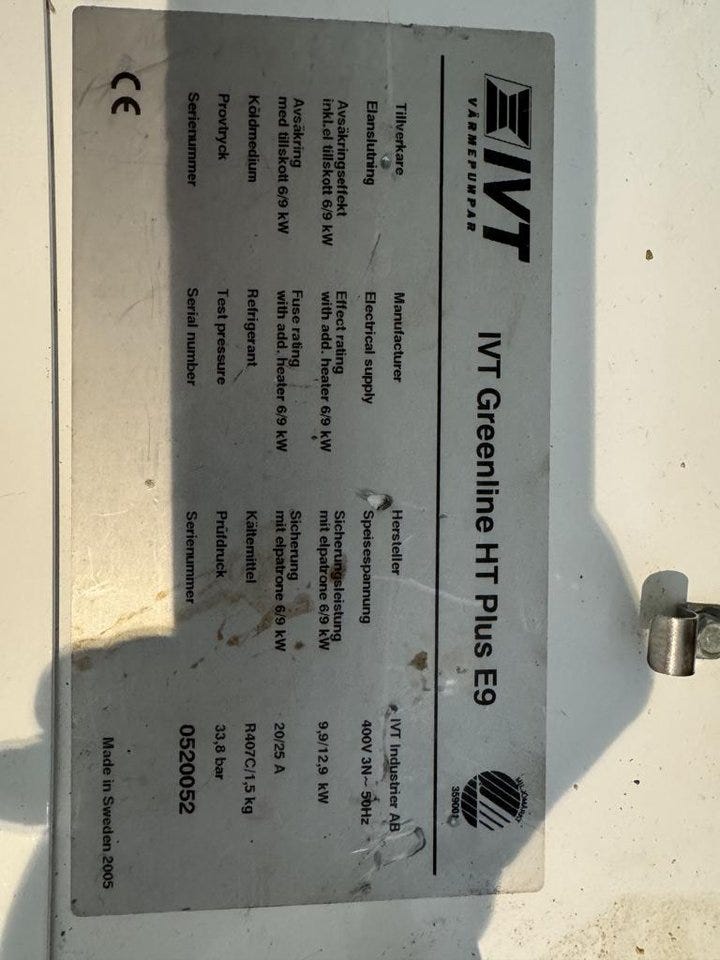 IVT
VÄRMEPUMPAR
IVT Greenline HT Plus E9
359001
Tillverkare Manufacturer Hersteller IVT Industrier AB
Elanslutning Electrical supply Speisespannung 400V 3N~ 50Hz
Avsäkringseffekt Effect rating Sicherungsleistung
inkl.el tillskott 6/9 kW with add. heater 6/9 kW mit elpatrone 6/9 kW 9,9/12,9 kW
Avsäkring Fuse rating Sicherung
med tillskott 6/9 kW with add. heater 6/9 kW mit elpatrone 6/9 kW 20/25 A
Köldmedium Refrigerant Kältemittel R407C/1,5 kg
Provtryck Test pressure Prüfdruck 33,8 bar
Serienummer Serial number Serienummer 0520052
CE
Made in Sweden 2005